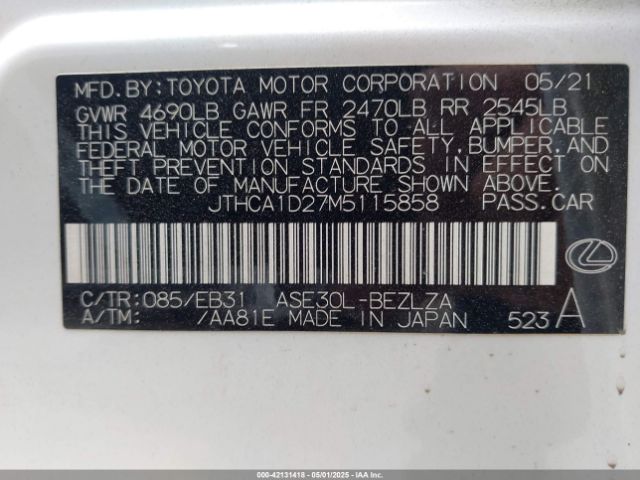 MFD.BY: TOYOTA MOTOR CORPORATION 05/21
GVWR 4690LB GAWR FR 2470LB RR 2545LB
THIS VEHICLE CONFORMS TO ALL APPLICABLE
FEDERAL MOTOR VEHICLE SAFETY, BUMPER, AND
THEFT PREVENTION STANDARDS IN EFFECT ON
THE DATE OF MANUFACTURE SHOWN ABOVE.
JTHCA1D27M5115858 PASS.CAR
C/TR: 085/EB31 ASE30L-BEZLZA
A/TM: /AA81E MADE IN JAPAN 523 A
000-42131418 - 05/01/2025 - IAA Inc.